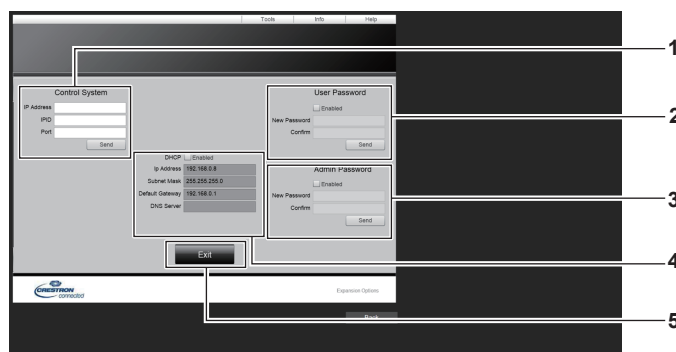 Tools Info Help
1
Control System
IP Address
IPID
Port
Send
User Password
Enabled
New Password
Confirm
Send
2
DHCP Enabled
Ip Address 192.168.0.8
Subnet Mask 255.255.255.0
Default Gateway 192.168.0.1
DNS Server
Admin Password
Enabled
New Password
Confirm
Send
3
Exit
4
CRESTRON
connected
Expansion Options
Back
5